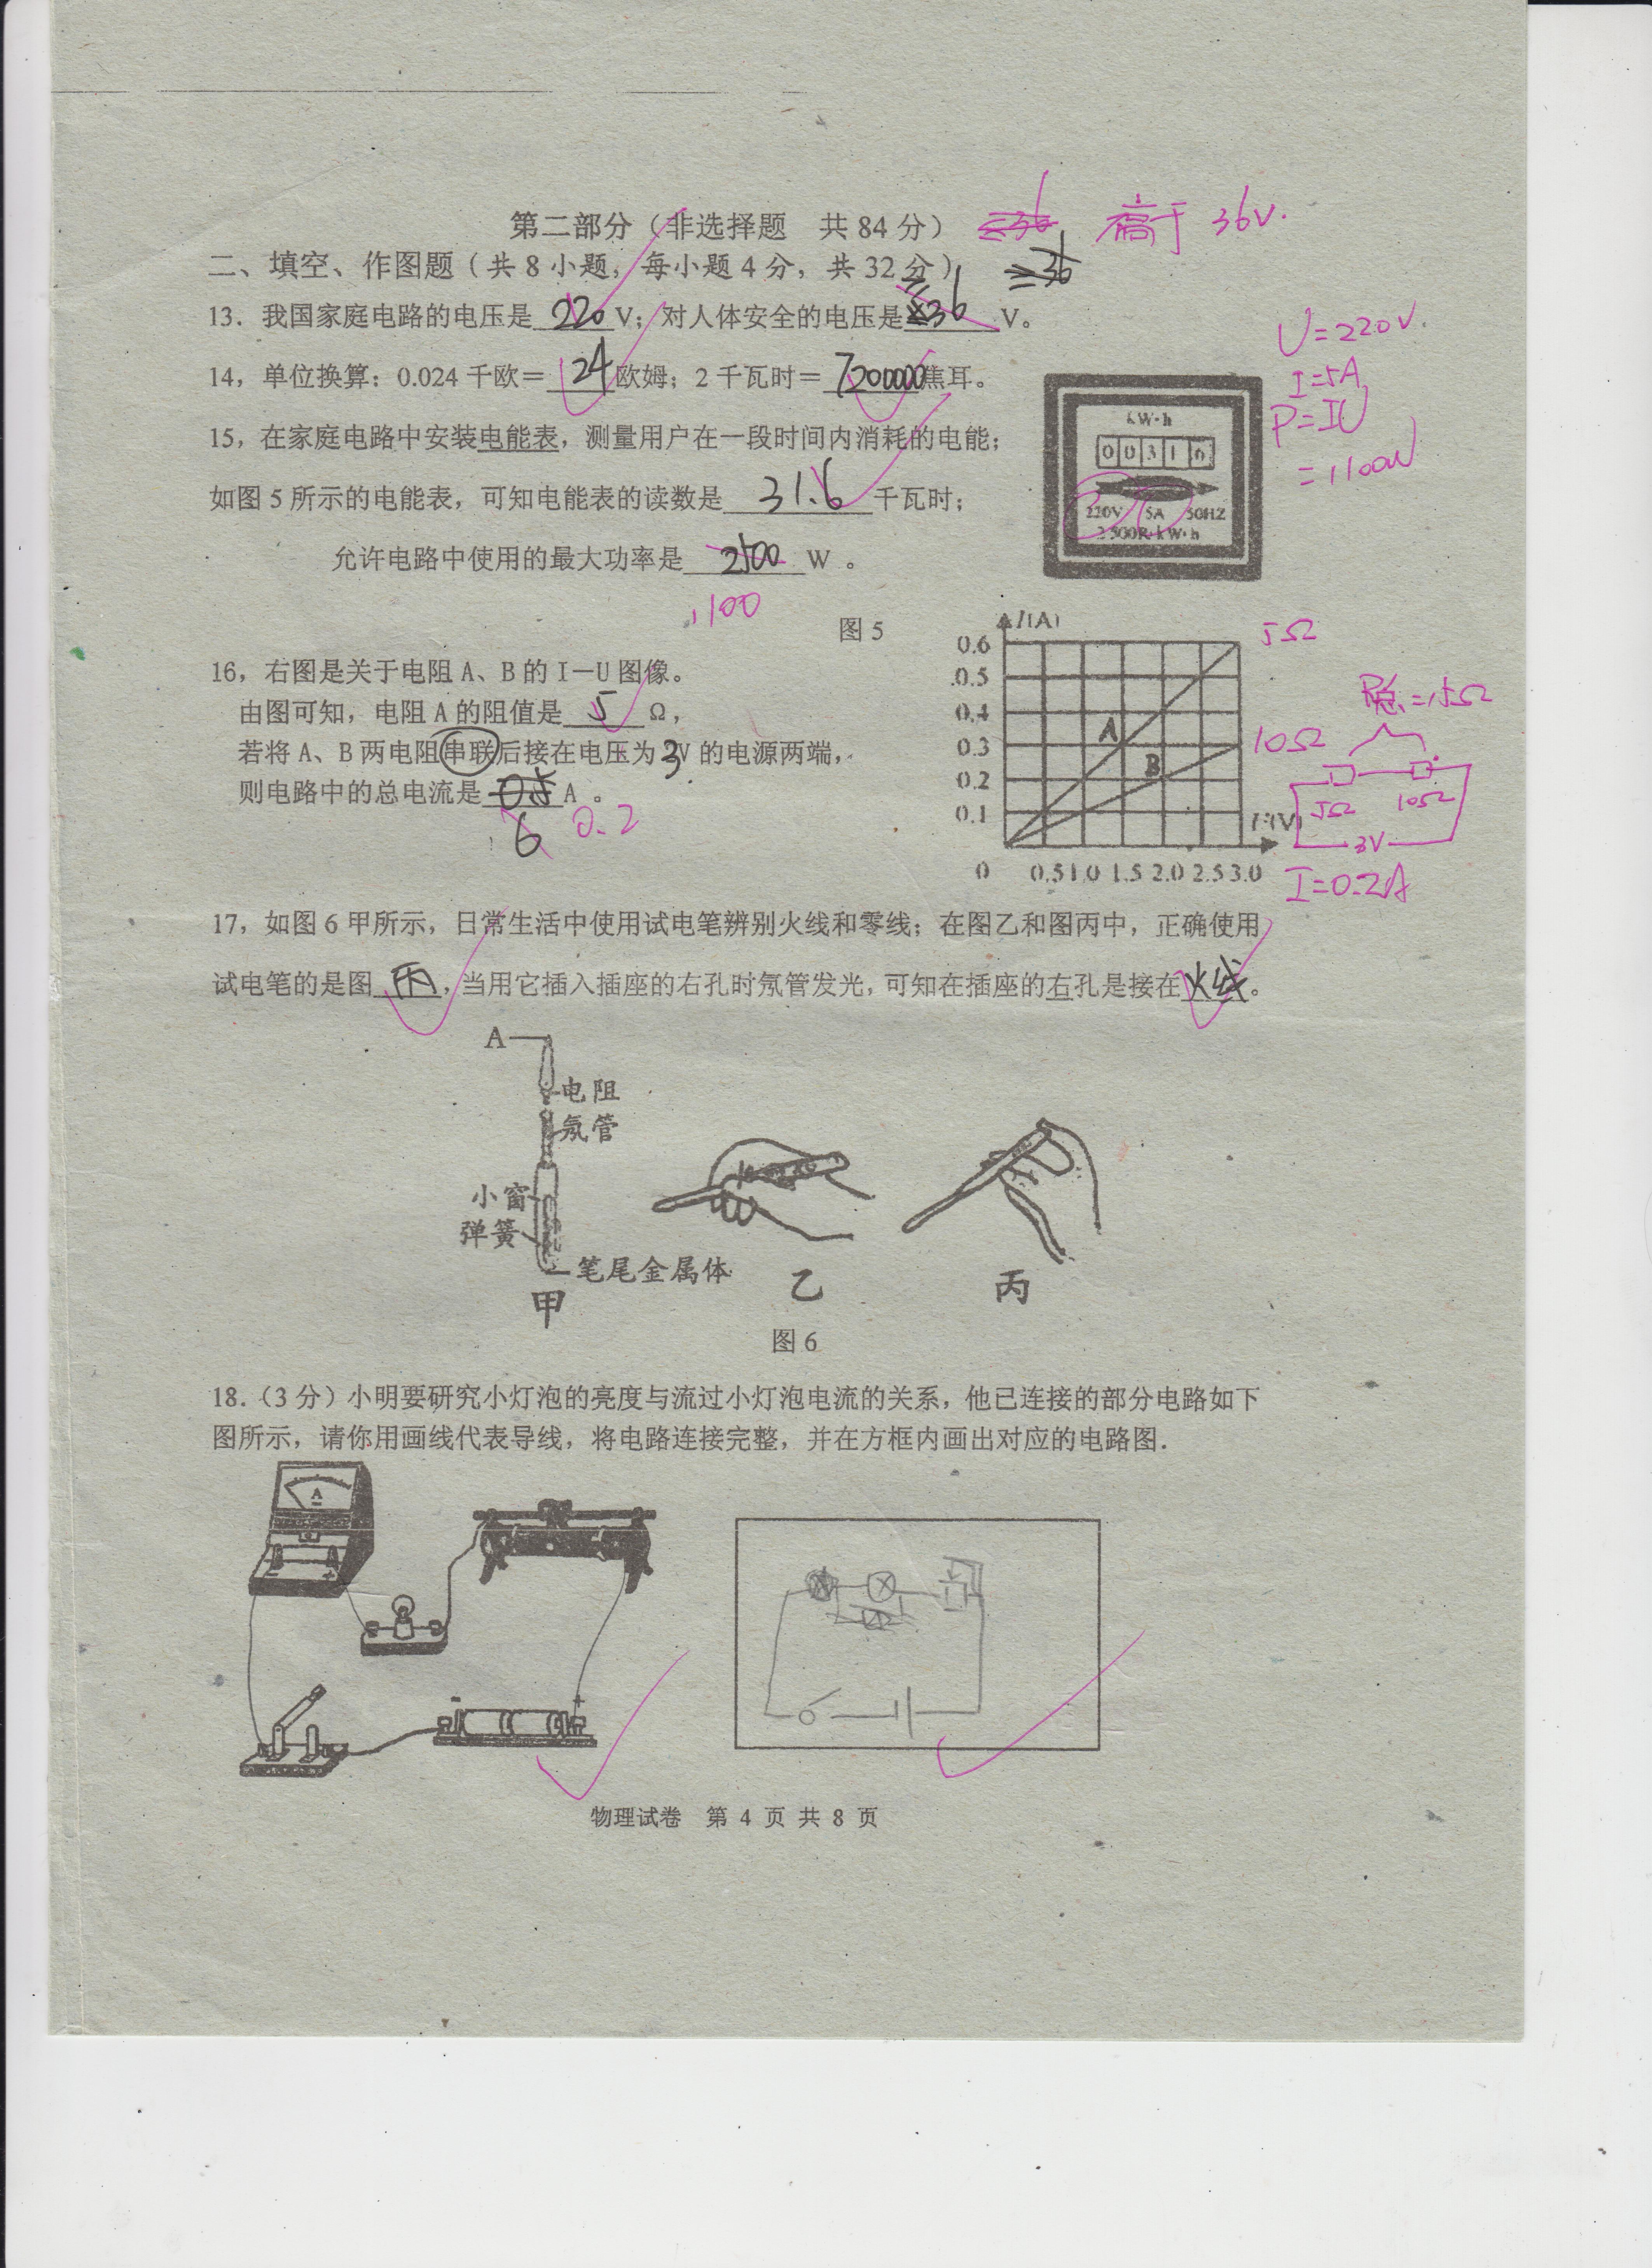 第二部分（非选择题 共84分） ≤36 高于 36V.
二、填空、作图题（共8小题，每小题4分，共32分） ≥36
13. 我国家庭电路的电压是 220 V；对人体安全的电压是 ≤36 V。
14，单位换算：0.024 千欧＝ 24 欧姆；2 千瓦时＝ 7200000 焦耳。
15，在家庭电路中安装电能表，测量用户在一段时间内消耗的电能；
如图5所示的电能表，可知电能表的读数是 31.6 千瓦时；
允许电路中使用的最大功率是 2500 W 。
1100
kW·h
0 0 3 1 6
220V 5A 50HZ
2500R/kW·h
U=220V.
I=5A
P=IU
=1100W
图5
16，右图是关于电阻 A、B 的 I－U 图像。
由图可知，电阻 A 的阻值是 5 Ω，
若将 A、B 两电阻串联后接在电压为 3V 的电源两端，
则电路中的总电流是 0.5 A 。
6 0.2
I(A)
0.6
0.5
0.4
0.3
0.2
0.1
0 0.5 1.0 1.5 2.0 2.5 3.0
A
B
U(V)
5Ω
10Ω
R总=15Ω
5Ω 10Ω
3V
I=0.2A
17，如图6甲所示，日常生活中使用试电笔辨别火线和零线；在图乙和图丙中，正确使用
试电笔的是图 丙 ，当用它插入插座的右孔时氖管发光，可知在插座的右孔是接在 火线 。
A
电阻
氖管
小窗
弹簧
笔尾金属体
甲 乙 丙
图6
18.（3分）小明要研究小灯泡的亮度与流过小灯泡电流的关系，他已连接的部分电路如下
图所示，请你用画线代表导线，将电路连接完整，并在方框内画出对应的电路图.
A
- +
- +
物理试卷 第 4 页 共 8 页